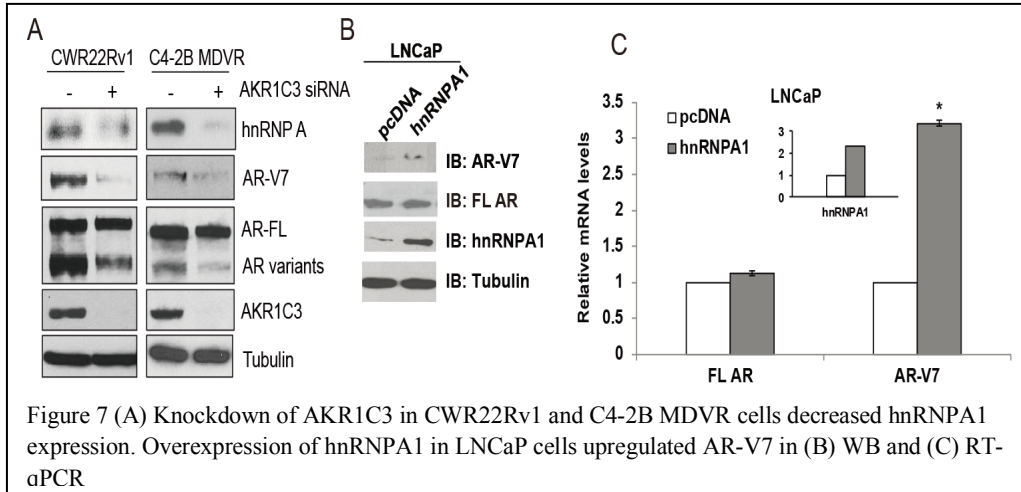 A
CWR22Rv1 C4-2B MDVR
- + - + AKR1C3 siRNA
hnRNP A
AR-V7
AR-FL
AR variants
AKR1C3
Tubulin
B
LNCaP
pcDNA hnRNPA1
IB: AR-V7
IB: FL AR
IB: hnRNPA1
IB: Tubulin
C
Relative mRNA levels
3.5
3
2.5
2
1.5
1
0.5
0
pcDNA
hnRNPA1
LNCaP
3
2
1
0
hnRNPA1
*
FL AR AR-V7
Figure 7 (A) Knockdown of AKR1C3 in CWR22Rv1 and C4-2B MDVR cells decreased hnRNPA1
expression. Overexpression of hnRNPA1 in LNCaP cells upregulated AR-V7 in (B) WB and (C) RT-
qPCR